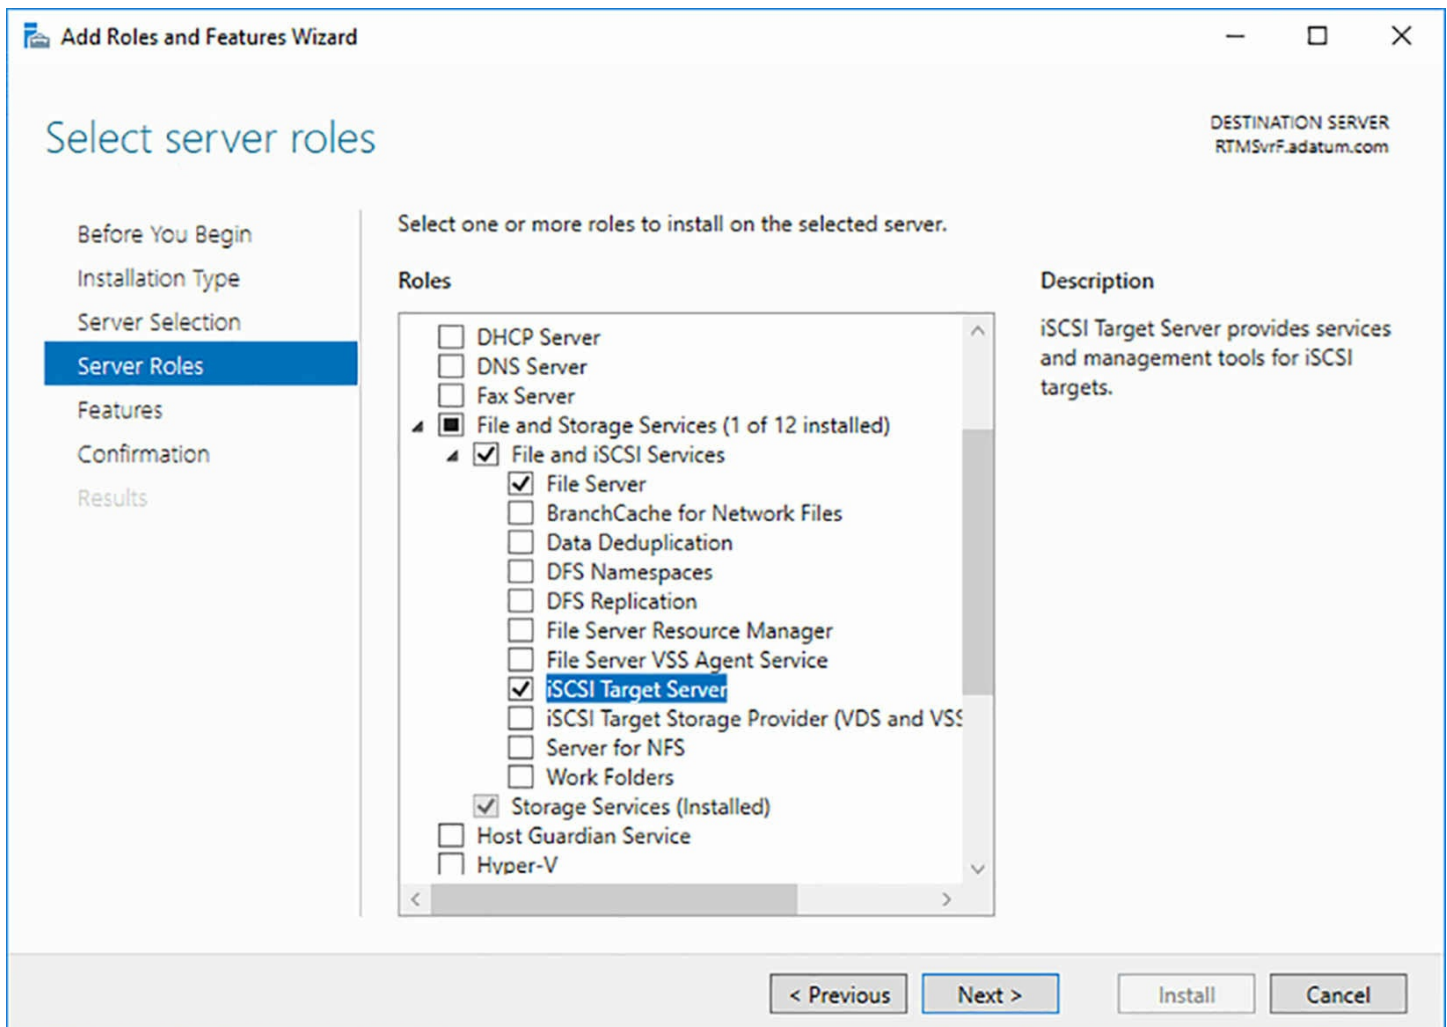 Add Roles and Features Wizard
Select server roles
DESTINATION SERVER
RTMSvrF.adatum.com
Before You Begin
Installation Type
Server Selection
Server Roles
Features
Confirmation
Results
Select one or more roles to install on the selected server.
Roles
DHCP Server
DNS Server
Fax Server
File and Storage Services (1 of 12 installed)
File and iSCSI Services
File Server
BranchCache for Network Files
Data Deduplication
DFS Namespaces
DFS Replication
File Server Resource Manager
File Server VSS Agent Service
iSCSI Target Server
iSCSI Target Storage Provider (VDS and VSS
Server for NFS
Work Folders
Storage Services (Installed)
Host Guardian Service
Hyper-V
Description
iSCSI Target Server provides services
and management tools for iSCSI
targets.
< Previous
Next >
Install
Cancel